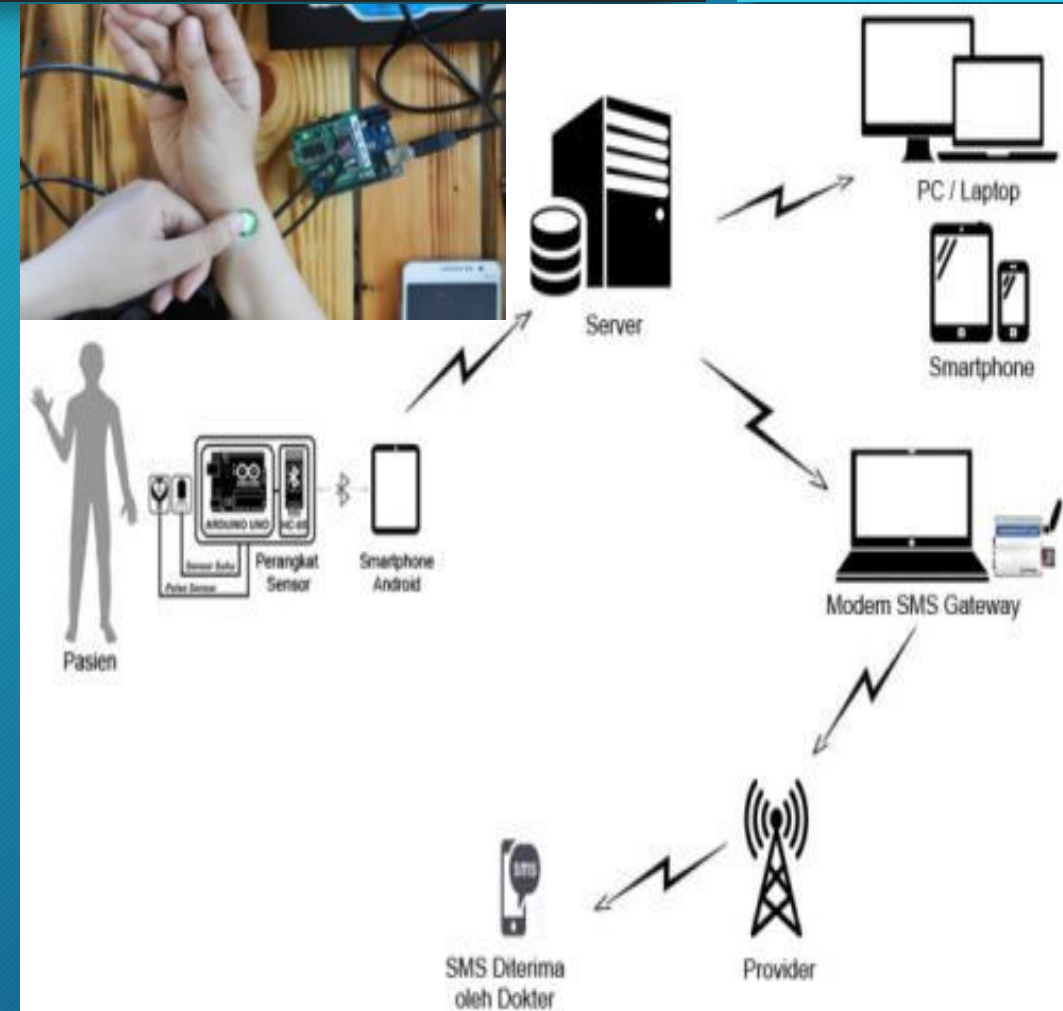 PC / Laptop
Server
Smartphone
ARDUINO UNO
HC-05
Sensor Suhu
Pulse Sensor
Perangkat
Sensor
Smartphone
Android
Modem SMS Gateway
Pasien
sms
SMS Diterima
oleh Dokter
Provider